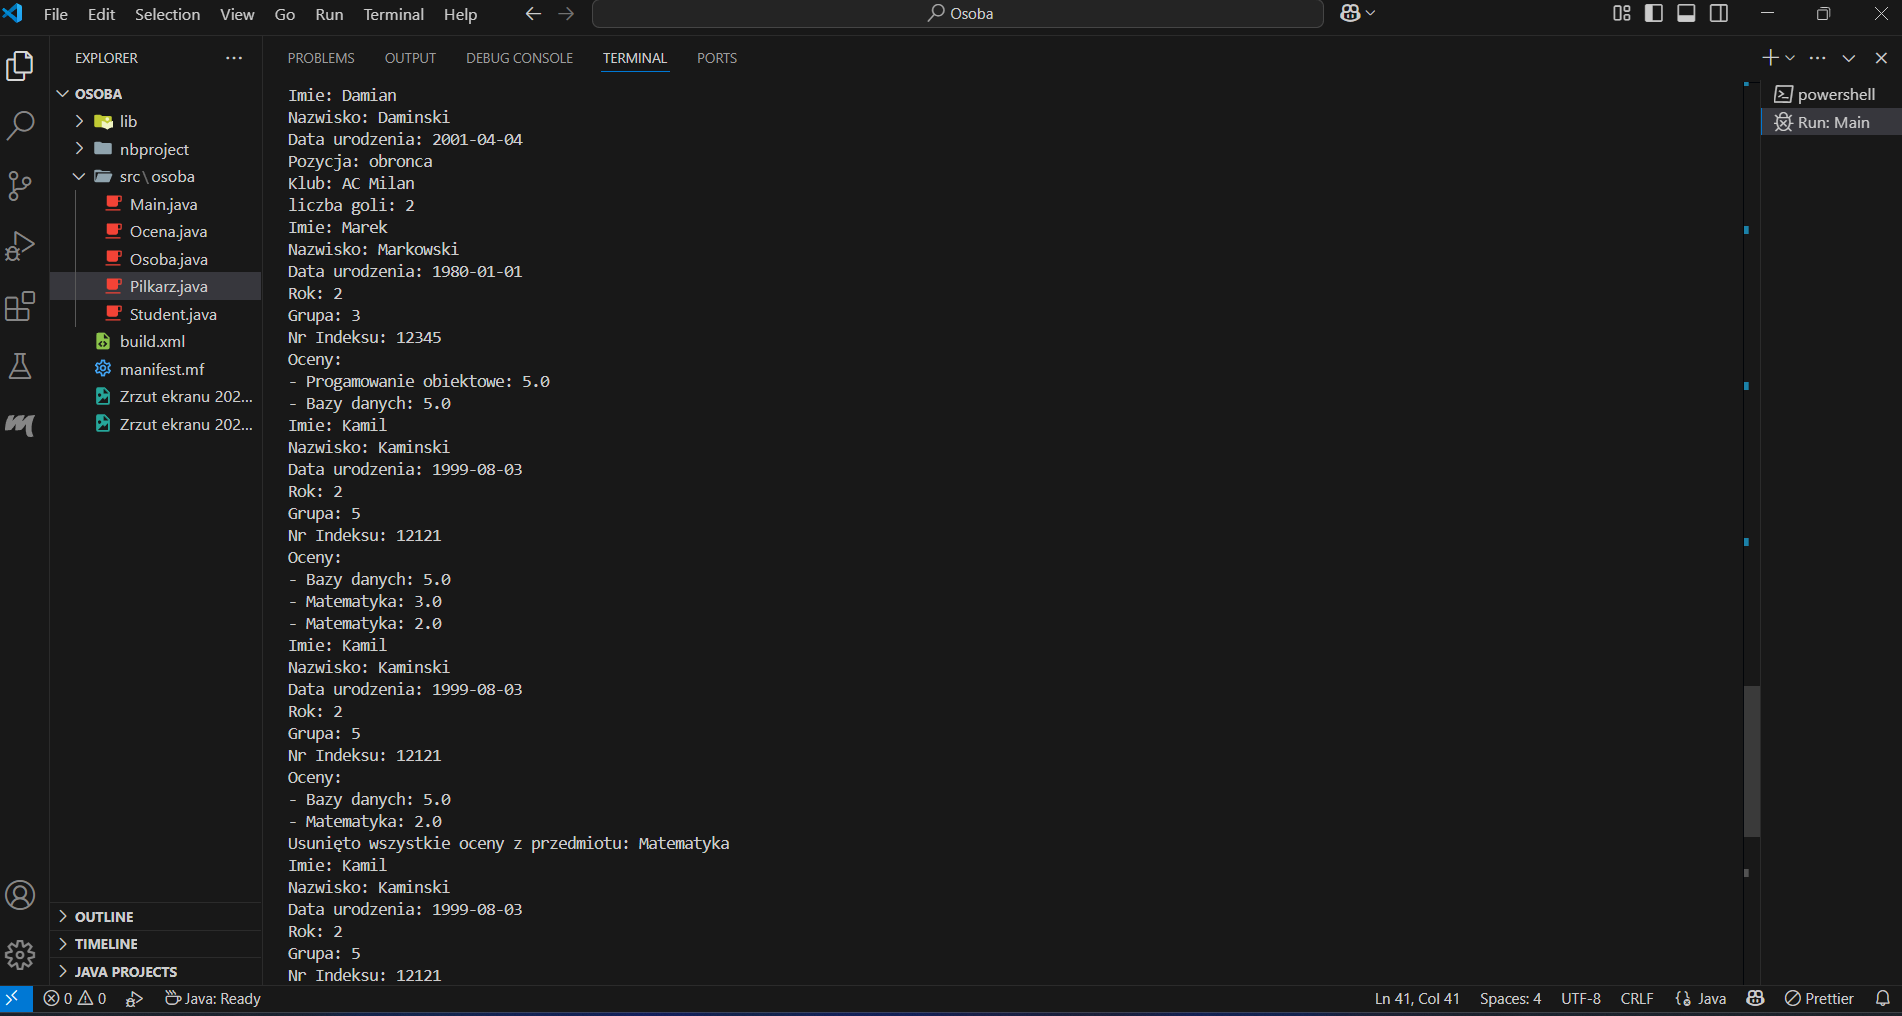 File Edit Selection View Go Run Terminal Help
Osoba
EXPLORER
OSOBA
lib
nbproject
src\osoba
Main.java
Ocena.java
Osoba.java
Pilkarz.java
Student.java
build.xml
manifest.mf
Zrzut ekranu 202...
Zrzut ekranu 202...
OUTLINE
TIMELINE
JAVA PROJECTS
PROBLEMS OUTPUT DEBUG CONSOLE TERMINAL PORTS
Imie: Damian
Nazwisko: Daminski
Data urodzenia: 2001-04-04
Pozycja: obronca
Klub: AC Milan
liczba goli: 2
Imie: Marek
Nazwisko: Markowski
Data urodzenia: 1980-01-01
Rok: 2
Grupa: 3
Nr Indeksu: 12345
Oceny:
- Progamowanie obiektowe: 5.0
- Bazy danych: 5.0
Imie: Kamil
Nazwisko: Kaminski
Data urodzenia: 1999-08-03
Rok: 2
Grupa: 5
Nr Indeksu: 12121
Oceny:
- Bazy danych: 5.0
- Matematyka: 3.0
- Matematyka: 2.0
Imie: Kamil
Nazwisko: Kaminski
Data urodzenia: 1999-08-03
Rok: 2
Grupa: 5
Nr Indeksu: 12121
Oceny:
- Bazy danych: 5.0
- Matematyka: 2.0
Usunięto wszystkie oceny z przedmiotu: Matematyka
Imie: Kamil
Nazwisko: Kaminski
Data urodzenia: 1999-08-03
Rok: 2
Grupa: 5
Nr Indeksu: 12121
powershell
Run: Main
0 0 Java: Ready Ln 41, Col 41 Spaces: 4 UTF-8 CRLF Java Prettier